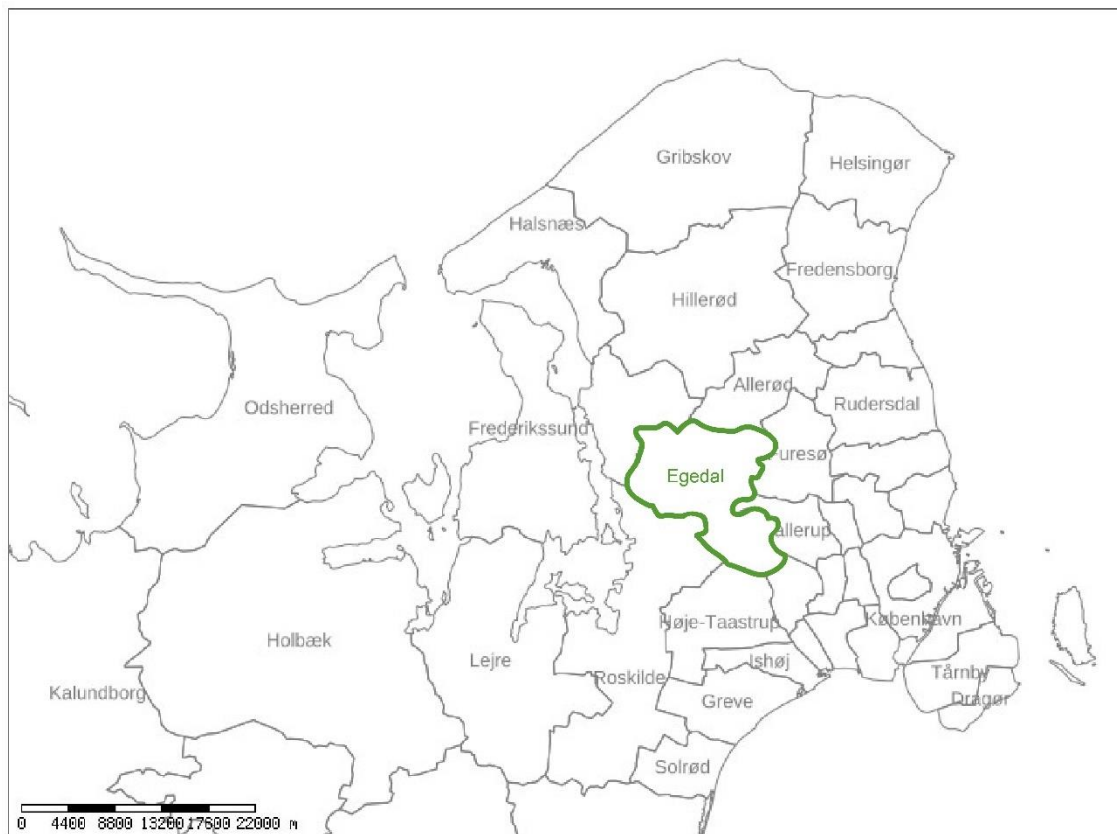 Gribskov
Helsingør
Halsnæs
Fredensborg
Hillerød
Allerød
Odsherred
Frederikssund
Rudersdal
Furesø
Egedal
allerup
Holbæk
Lejre
Høje-Taastrup
København
Ishøj
Roskilde
Tårnby
Kalundborg
Greve
Dragør
Solrød
0 4400 8800 13200 17600 22000 m